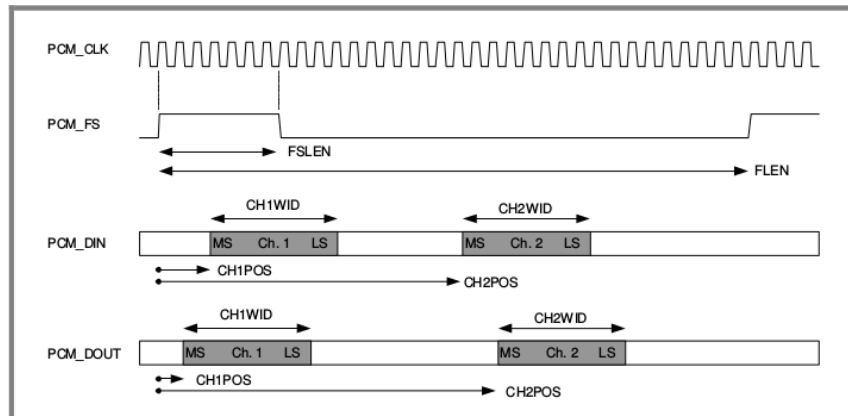 PCM_CLK
PCM_FS
FSLEN
FLEN
CH1WID CH2WID
PCM_DIN MS Ch. 1 LS MS Ch. 2 LS
CH1POS
CH2POS
CH1WID CH2WID
PCM_DOUT MS Ch. 1 LS MS Ch. 2 LS
CH1POS
CH2POS